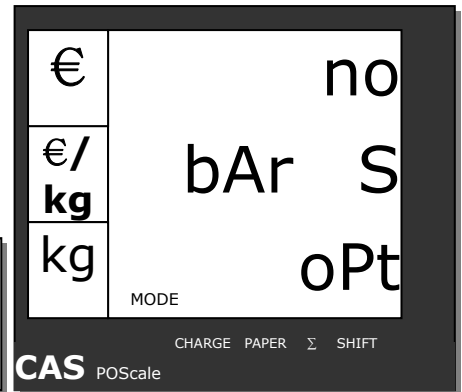 € no
€/ kg bAr S
kg oPt
MODE
CHARGE PAPER Σ SHIFT
CAS POScale